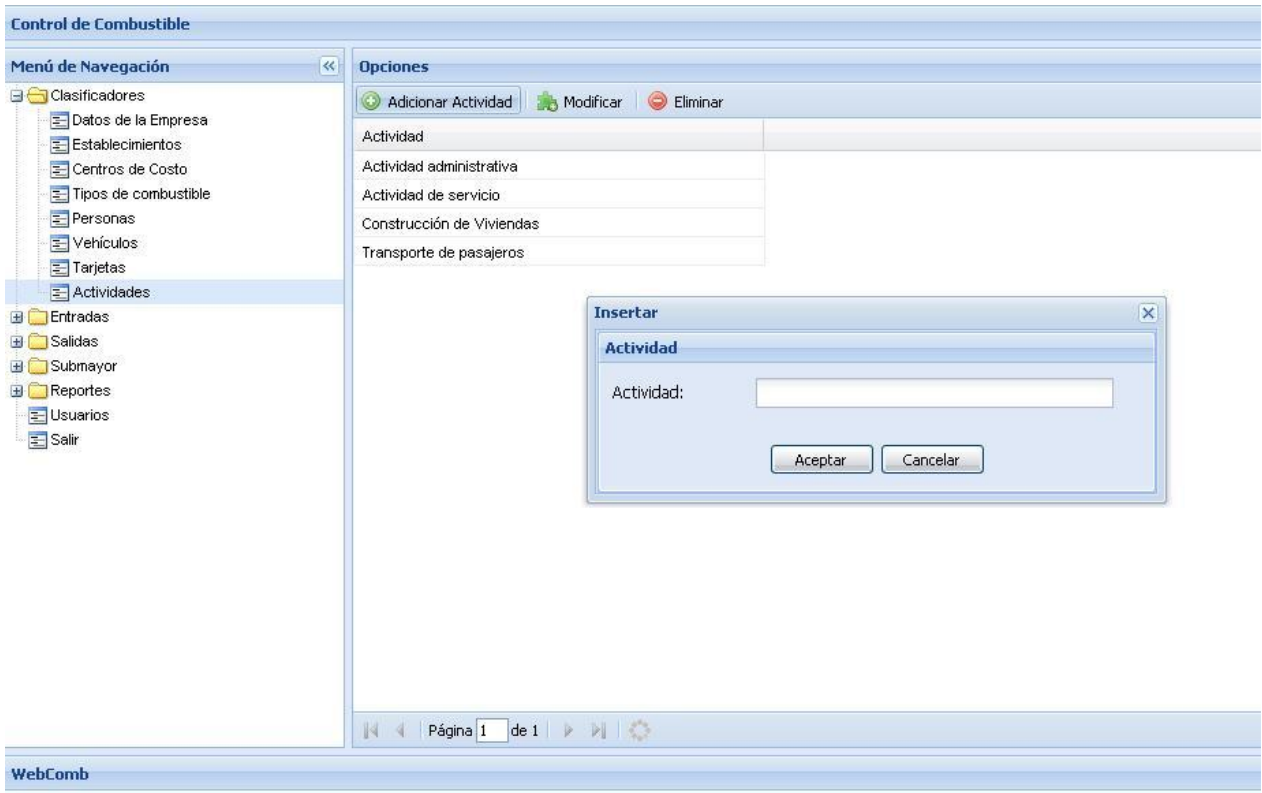 Control de Combustible
Menú de Navegación
Clasificadores
Datos de la Empresa
Establecimientos
Centros de Costo
Tipos de combustible
Personas
Vehículos
Tarjetas
Actividades
Entradas
Salidas
Submayor
Reportes
Usuarios
Salir
Opciones
Adicionar Actividad Modificar Eliminar
Actividad
Actividad administrativa
Actividad de servicio
Construcción de Viviendas
Transporte de pasajeros
Insertar
Actividad
Actividad:
Aceptar Cancelar
Página 1 de 1
WebComb